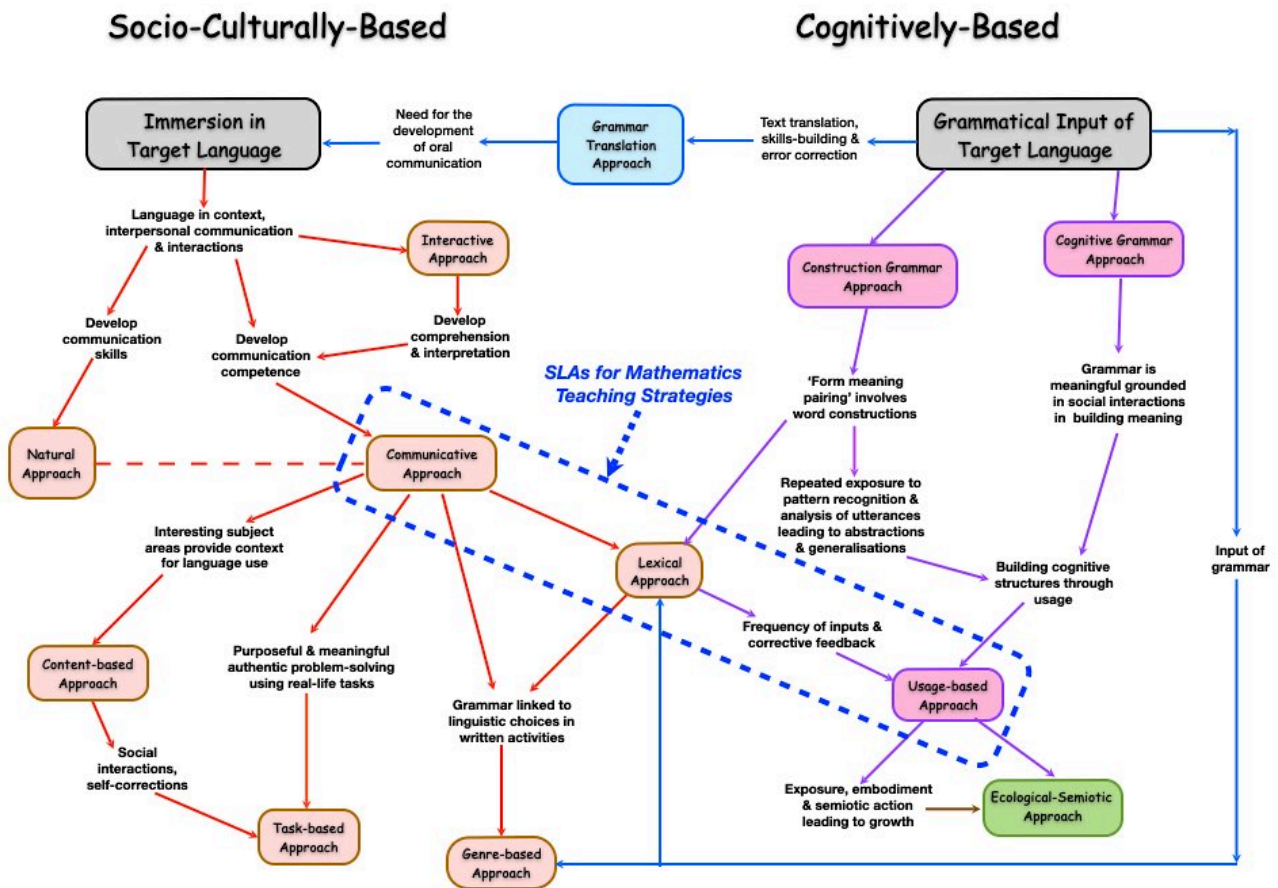 Socio-Culturally-Based
Cognitively-Based
Immersion in
Target Language
Need for the
development
of oral
communication
Grammar
Translation
Approach
Text translation,
skills-building &
error correction
Grammatical Input of
Target Language
Language in context,
interpersonal communication
& interactions
Interactive
Approach
Construction Grammar
Approach
Cognitive Grammar
Approach
Develop
communication
skills
Develop
communication
competence
Develop
comprehension
& interpretation
SLAs for Mathematics
Teaching Strategies
'Form meaning
pairing' involves
word constructions
Grammar is
meaningful grounded
in social interactions
in building meaning
Natural
Approach
Communicative
Approach
Repeated exposure to
pattern recognition &
analysis of utterances
leading to abstractions
& generalisations
Interesting subject
areas provide context
for language use
Lexical
Approach
Building cognitive
structures through
usage
Input of
grammar
Frequency of inputs &
corrective feedback
Content-based
Approach
Purposeful & meaningful
authentic problem-solving
using real-life tasks
Grammar linked to
linguistic choices in
written activities
Usage-based
Approach
Social
interactions,
self-corrections
Exposure, embodiment
& semiotic action
leading to growth
Ecological-Semiotic
Approach
Task-based
Approach
Genre-based
Approach